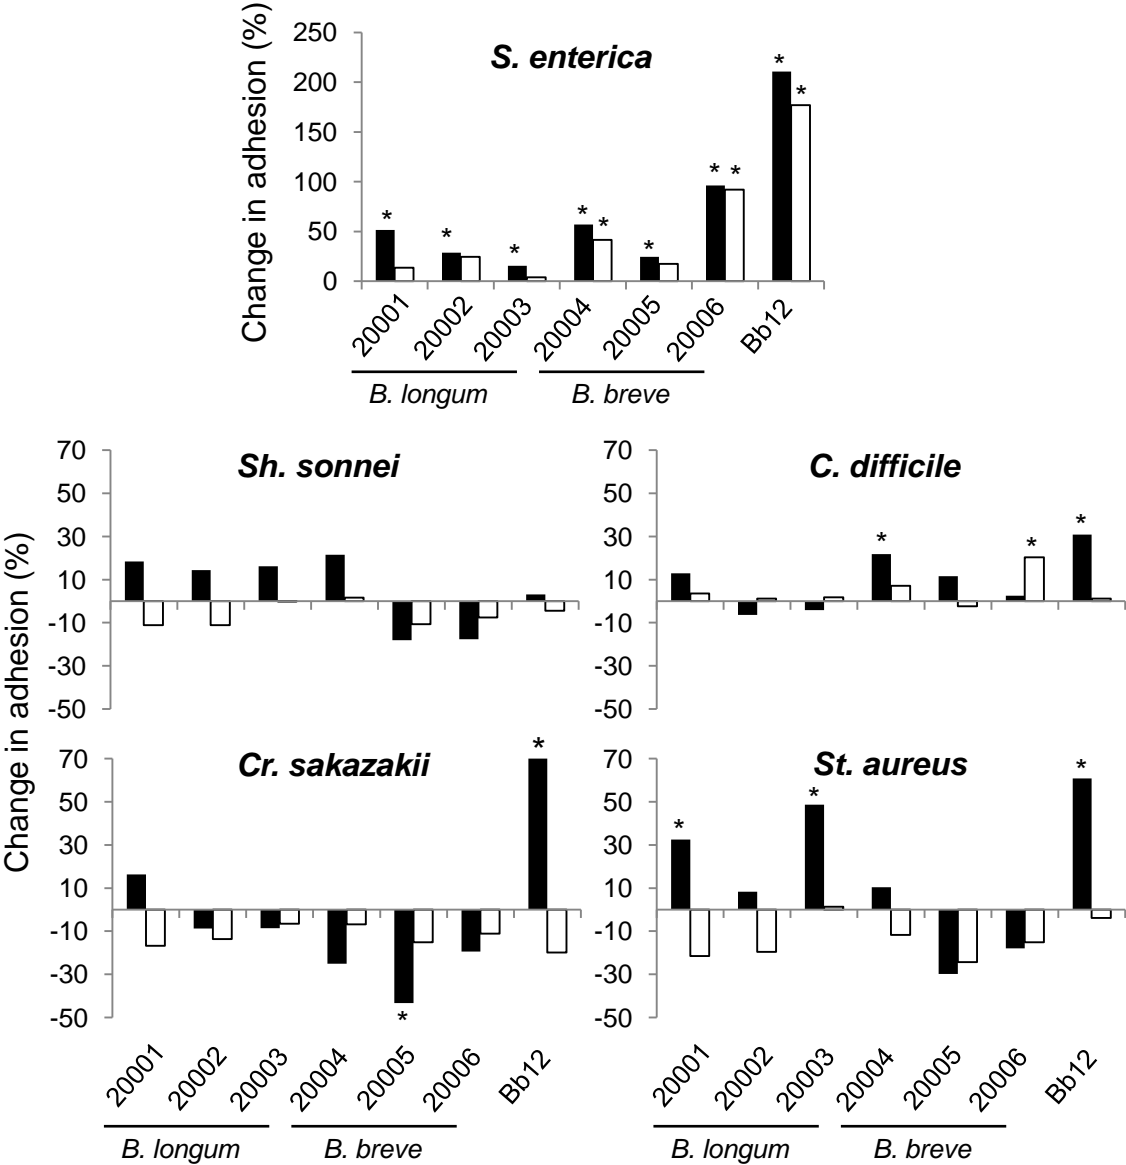 Change in adhesion (%)
S. enterica
250
200
150
100
50
0
* * * * * * * * * *
20001 20002 20003 20004 20005 20006 Bb12
B. longum B. breve
Change in adhesion (%)
Sh. sonnei
70
50
30
10
-10
-30
-50
C. difficile
70
50
30
10
-10
-30
-50
* * *
Cr. sakazakii
70
50
30
10
-10
-30
-50
* *
20001 20002 20003 20004 20005 20006 Bb12
B. longum B. breve
St. aureus
70
50
30
10
-10
-30
-50
* * *
20001 20002 20003 20004 20005 20006 Bb12
B. longum B. breve